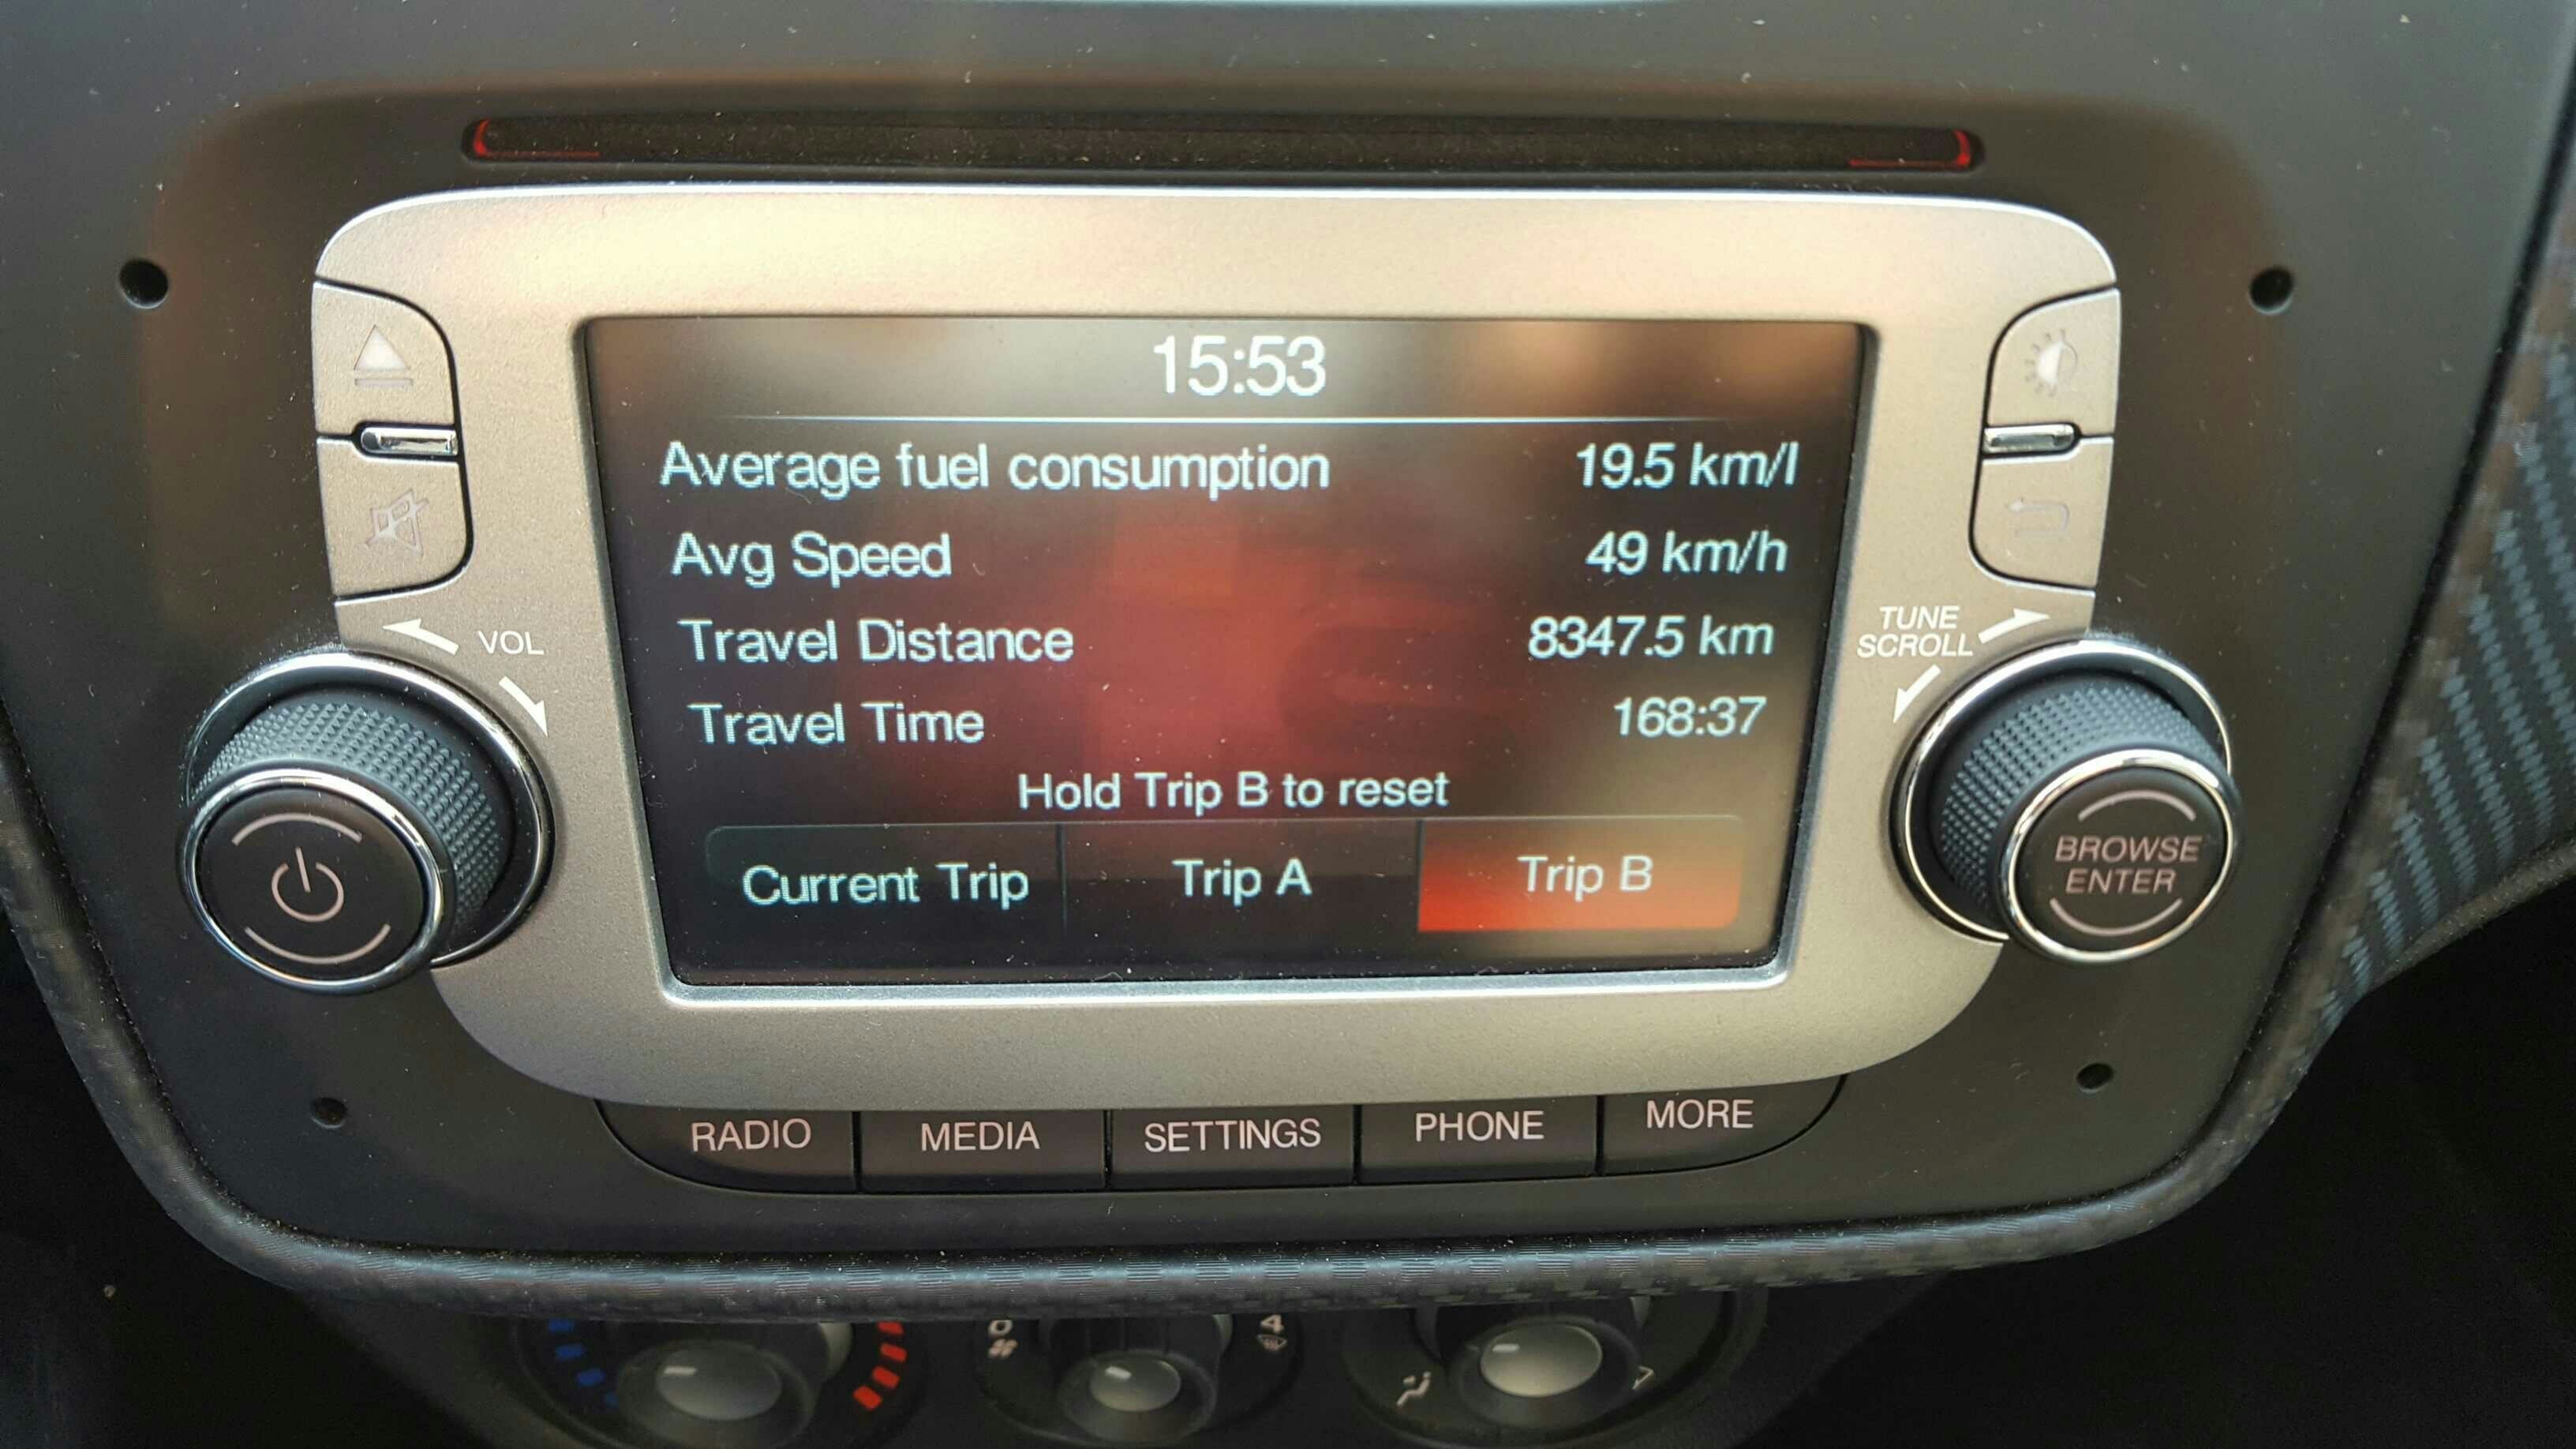 15:53
Average fuel consumption 19.5 km/l
Avg Speed 49 km/h
Travel Distance 8347.5 km
Travel Time 168:37
Hold Trip B to reset
Current Trip Trip A Trip B
VOL
TUNE
SCROLL
BROWSE
ENTER
RADIO MEDIA SETTINGS PHONE MORE
0 4